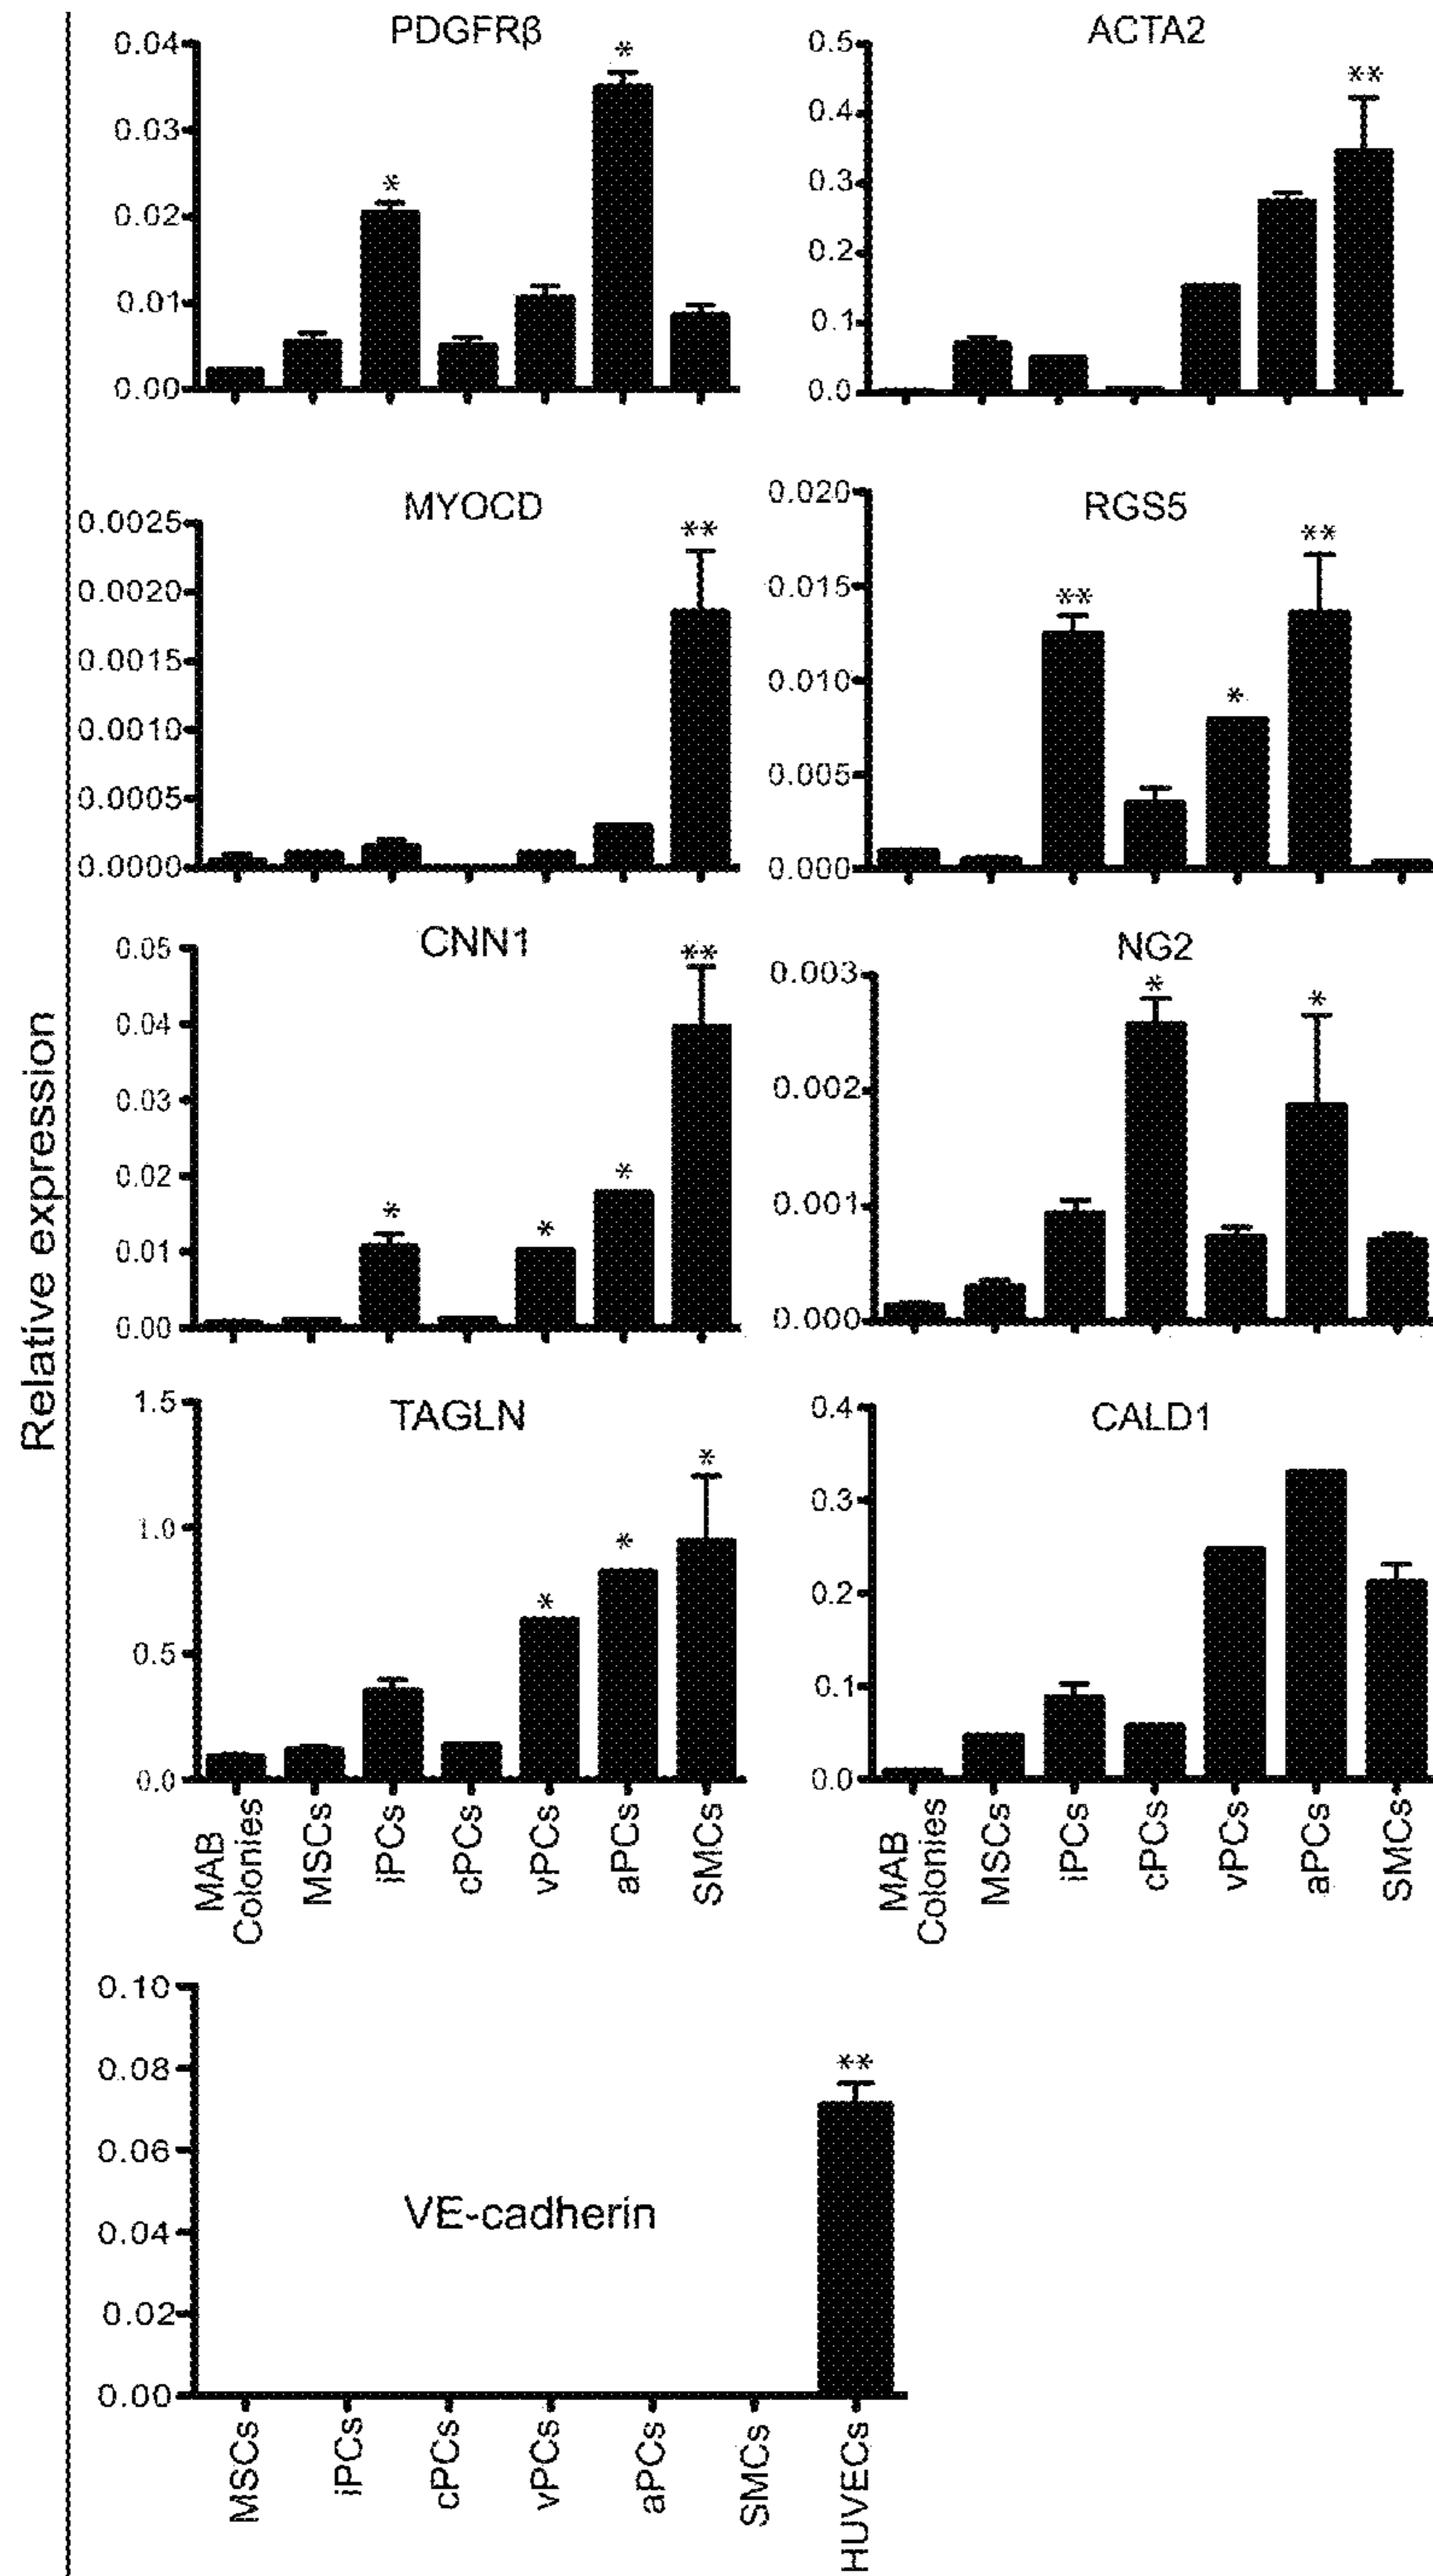 Relative expression
PDGFRβ
0.04
0.03
0.02
0.01
0.00
*
*
ACTA2
0.5
0.4
0.3
0.2
0.1
0.0
**
MYOCD
0.0025
0.0020
0.0015
0.0010
0.0005
0.0000
**
RGS5
0.020
0.015
0.010
0.005
0.000
**
*
**
CNN1
0.05
0.04
0.03
0.02
0.01
0.00
*
*
*
**
NG2
0.003
0.002
0.001
0.000
*
*
TAGLN
1.5
1.0
0.5
0.0
*
*
*
MAB
Colonies
MSCs
iPCs
cPCs
vPCs
aPCs
SMCs
CALD1
0.4
0.3
0.2
0.1
0.0
MAB
Colonies
MSCs
iPCs
cPCs
vPCs
aPCs
SMCs
VE-cadherin
0.10
0.08
0.06
0.04
0.02
0.00
**
MSCs
iPCs
cPCs
vPCs
aPCs
SMCs
HUVECs